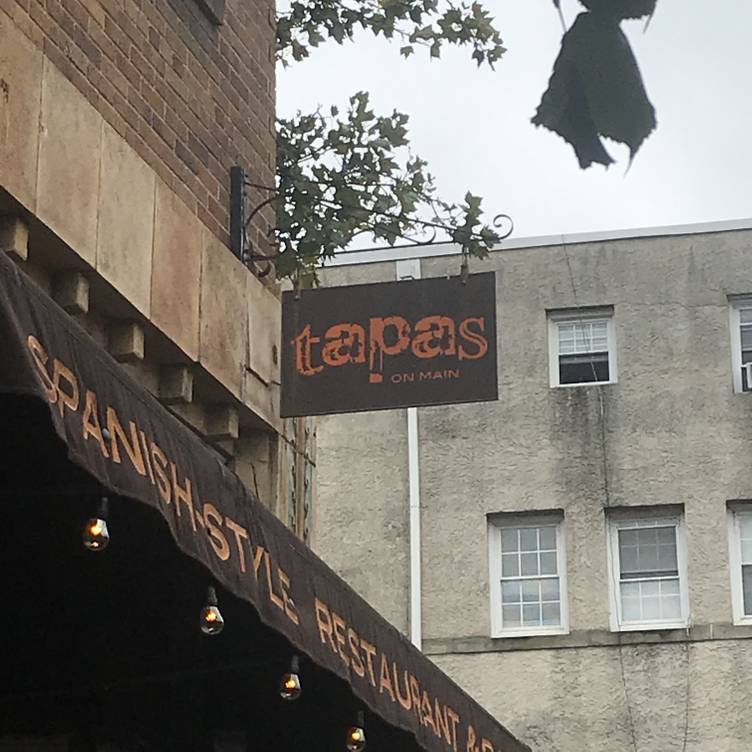 tapas
ON MAIN
SPANISH-STYLE RESTAURANT &